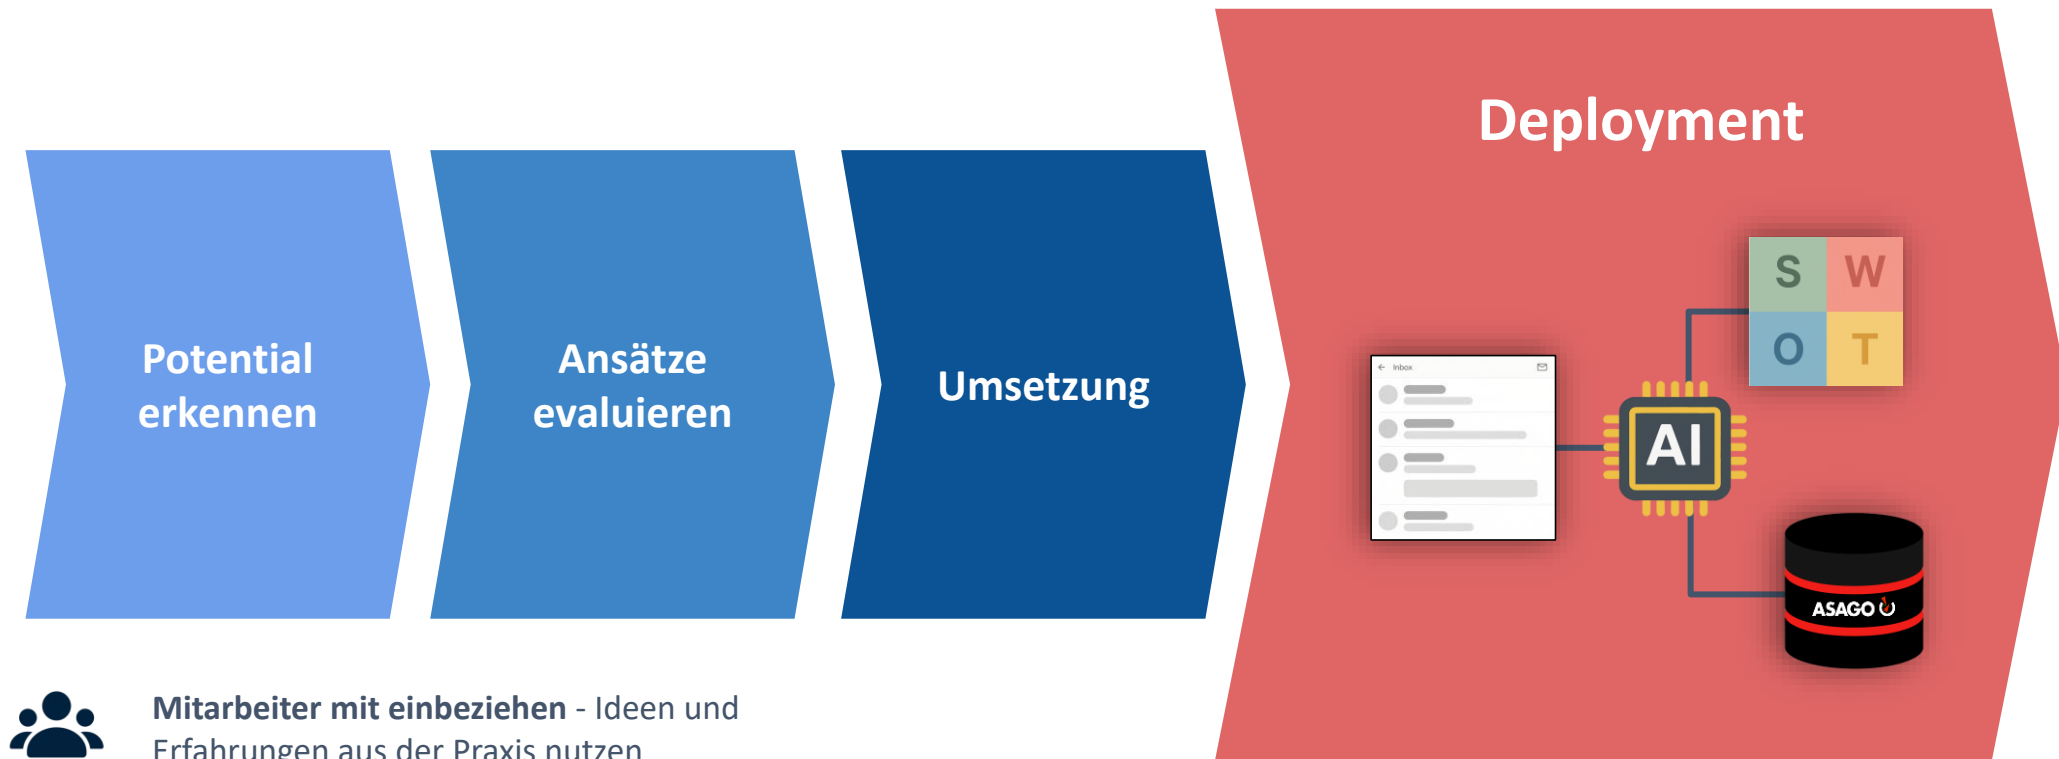 Deployment
Potential
erkennen
Ansätze
evaluieren
Umsetzung
S W
O T
Inbox
AI
ASAGO
Mitarbeiter mit einbeziehen - Ideen und
Erfahrungen aus der Praxis nutzen